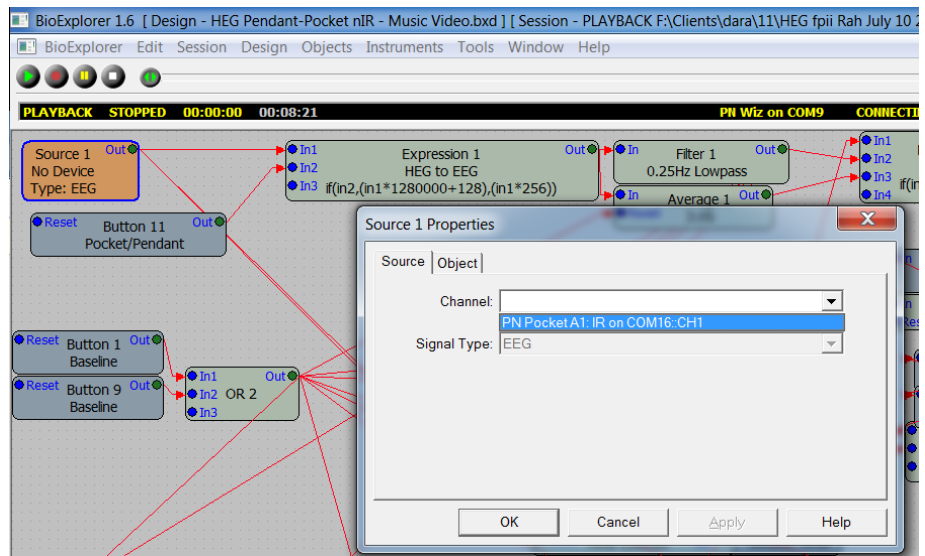 BioExplorer 1.6 [ Design - HEG Pendant-Pocket nIR - Music Video.bxd ] [ Session - PLAYBACK F:\Clients\dara\11\HEG fpii Rah July 10 2
BioExplorer Edit Session Design Objects Instruments Tools Window Help
PLAYBACK STOPPED 00:00:00 00:08:21 PN Wiz on COM9
Source 1 Out
No Device
Type: EEG
In1 Expression 1 Out
In2 HEG to EEG
In3 if(in2,(in1*1280000+128),(in1*256))
In Filter 1 Out
0.25Hz Lowpass
In Average 1 Out
In1
In2
In3 if(in
In4
Reset Button 11 Out
Pocket/Pendant
Source 1 Properties
Source Object
Channel:
PN Pocket A1: IR on COM16::CH1
Signal Type: EEG
Reset Button 1 Out
Baseline
Reset Button 9 Out
Baseline
In1 Out
In2 OR 2
In3
OK Cancel Apply Help